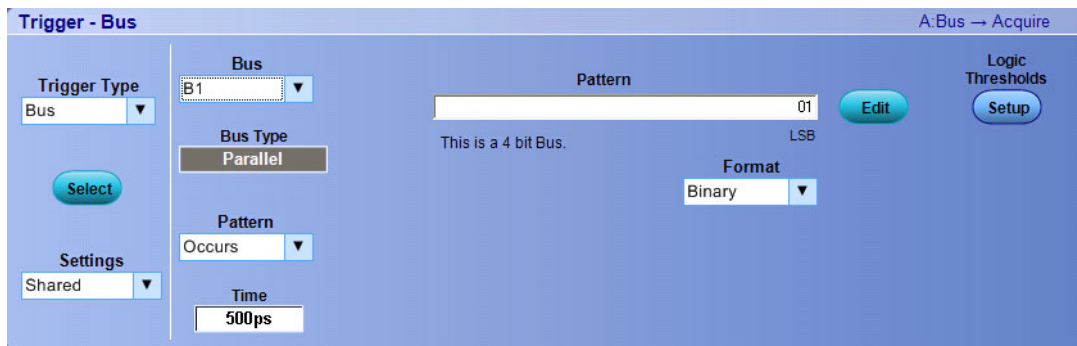 Trigger - Bus
A:Bus → Acquire
Trigger Type
Bus
Select
Settings
Shared
Bus
B1
Bus Type
Parallel
Pattern
Occurs
Time
500ps
Pattern
01
This is a 4 bit Bus.
LSB
Edit
Format
Binary
Logic
Thresholds
Setup